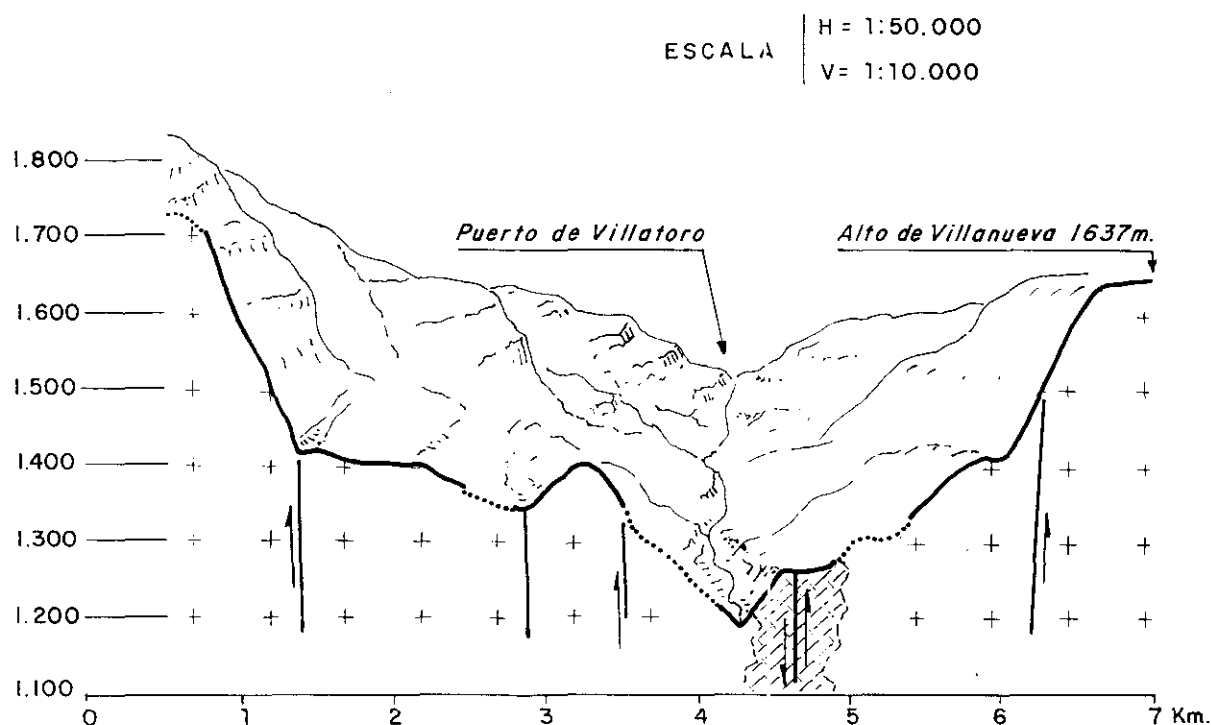 ESCALA
H = 1:50.000
V= 1:10.000
1.800
1.700
1.600
1.500
1.400
1.300
1.200
1.100
Puerto de Villatoro
Alto de Villanueva 1637m.
0 1 2 3 4 5 6 7 Km.